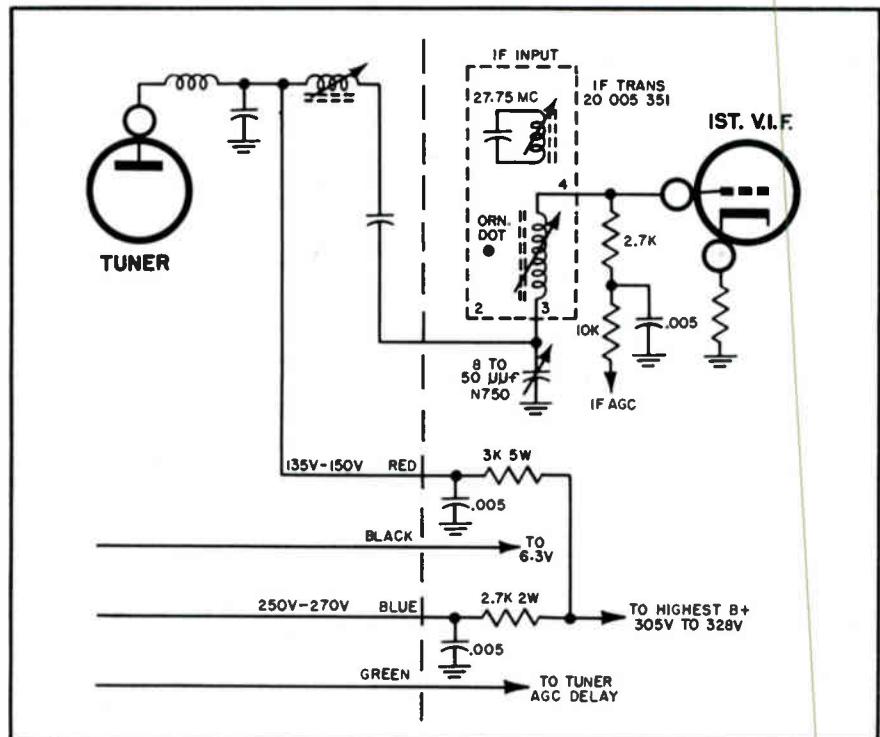 IF INPUT
27.75 MC
IF TRANS
20 005 351
1ST. V.I.F.
4
ORN.
DOT
2.7K
TUNER
2
3
10K
.005
8 TO
50 µµf
N750
IF AGC
3K 5W
135V-150V RED
.005
BLACK
TO
6.3V
2.7K 2W
250V-270V BLUE
TO HIGHEST B+
305V TO 328V
.005
GREEN
TO TUNER
AGC DELAY